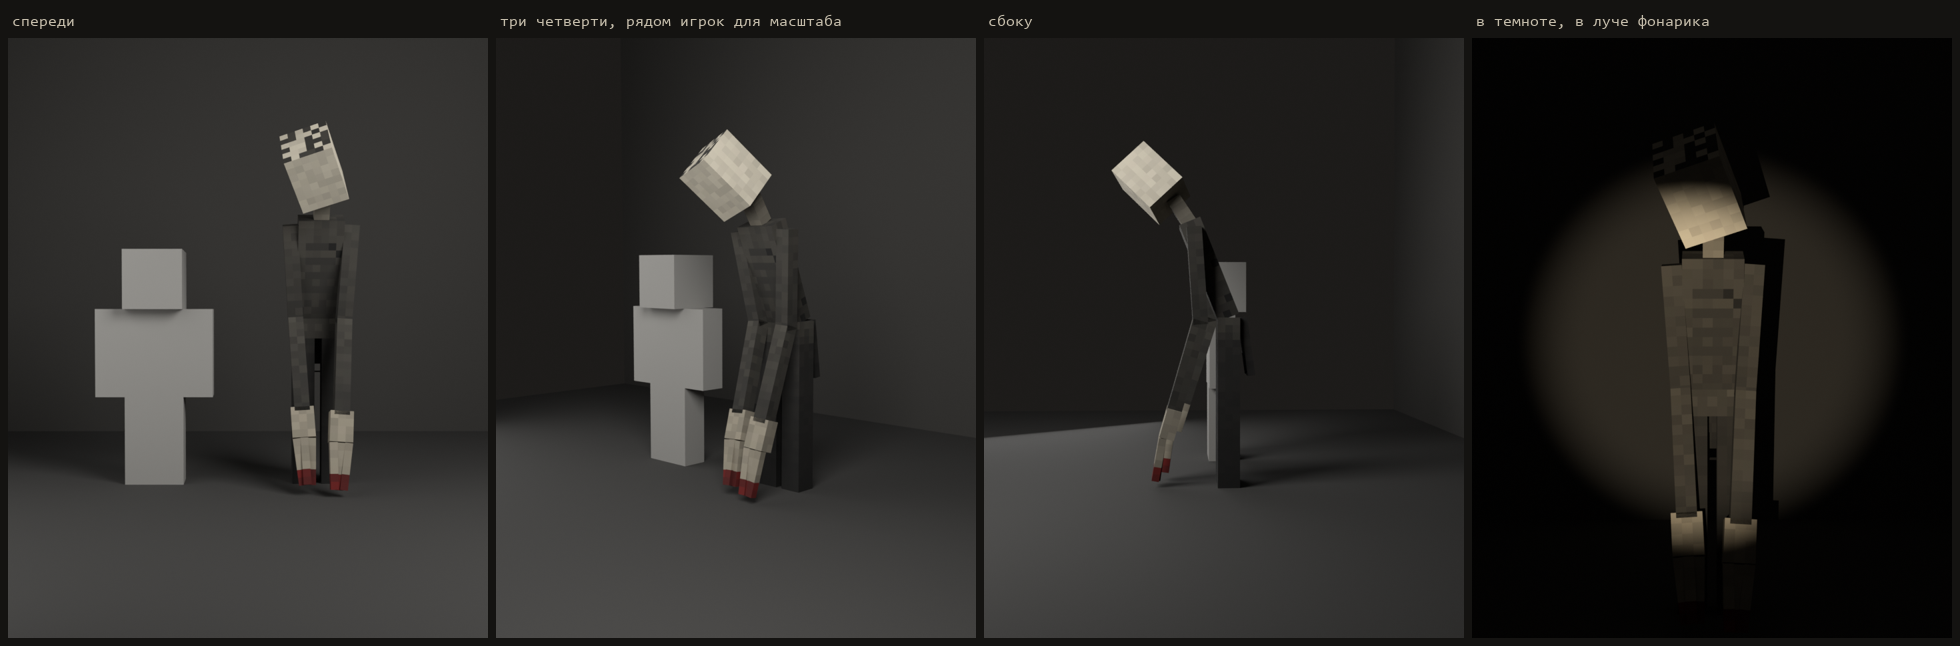 спереди
три четверти, рядом игрок для масштаба
сбоку
в темноте, в луче фонарика